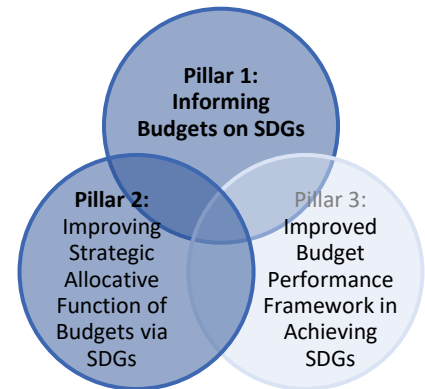 Pillar 1:
Informing
Budgets on SDGs
Pillar 2:
Improving
Strategic
Allocative
Function of
Budgets via
SDGs
Pillar 3:
Improved
Budget
Performance
Framework in
Achieving
SDGs